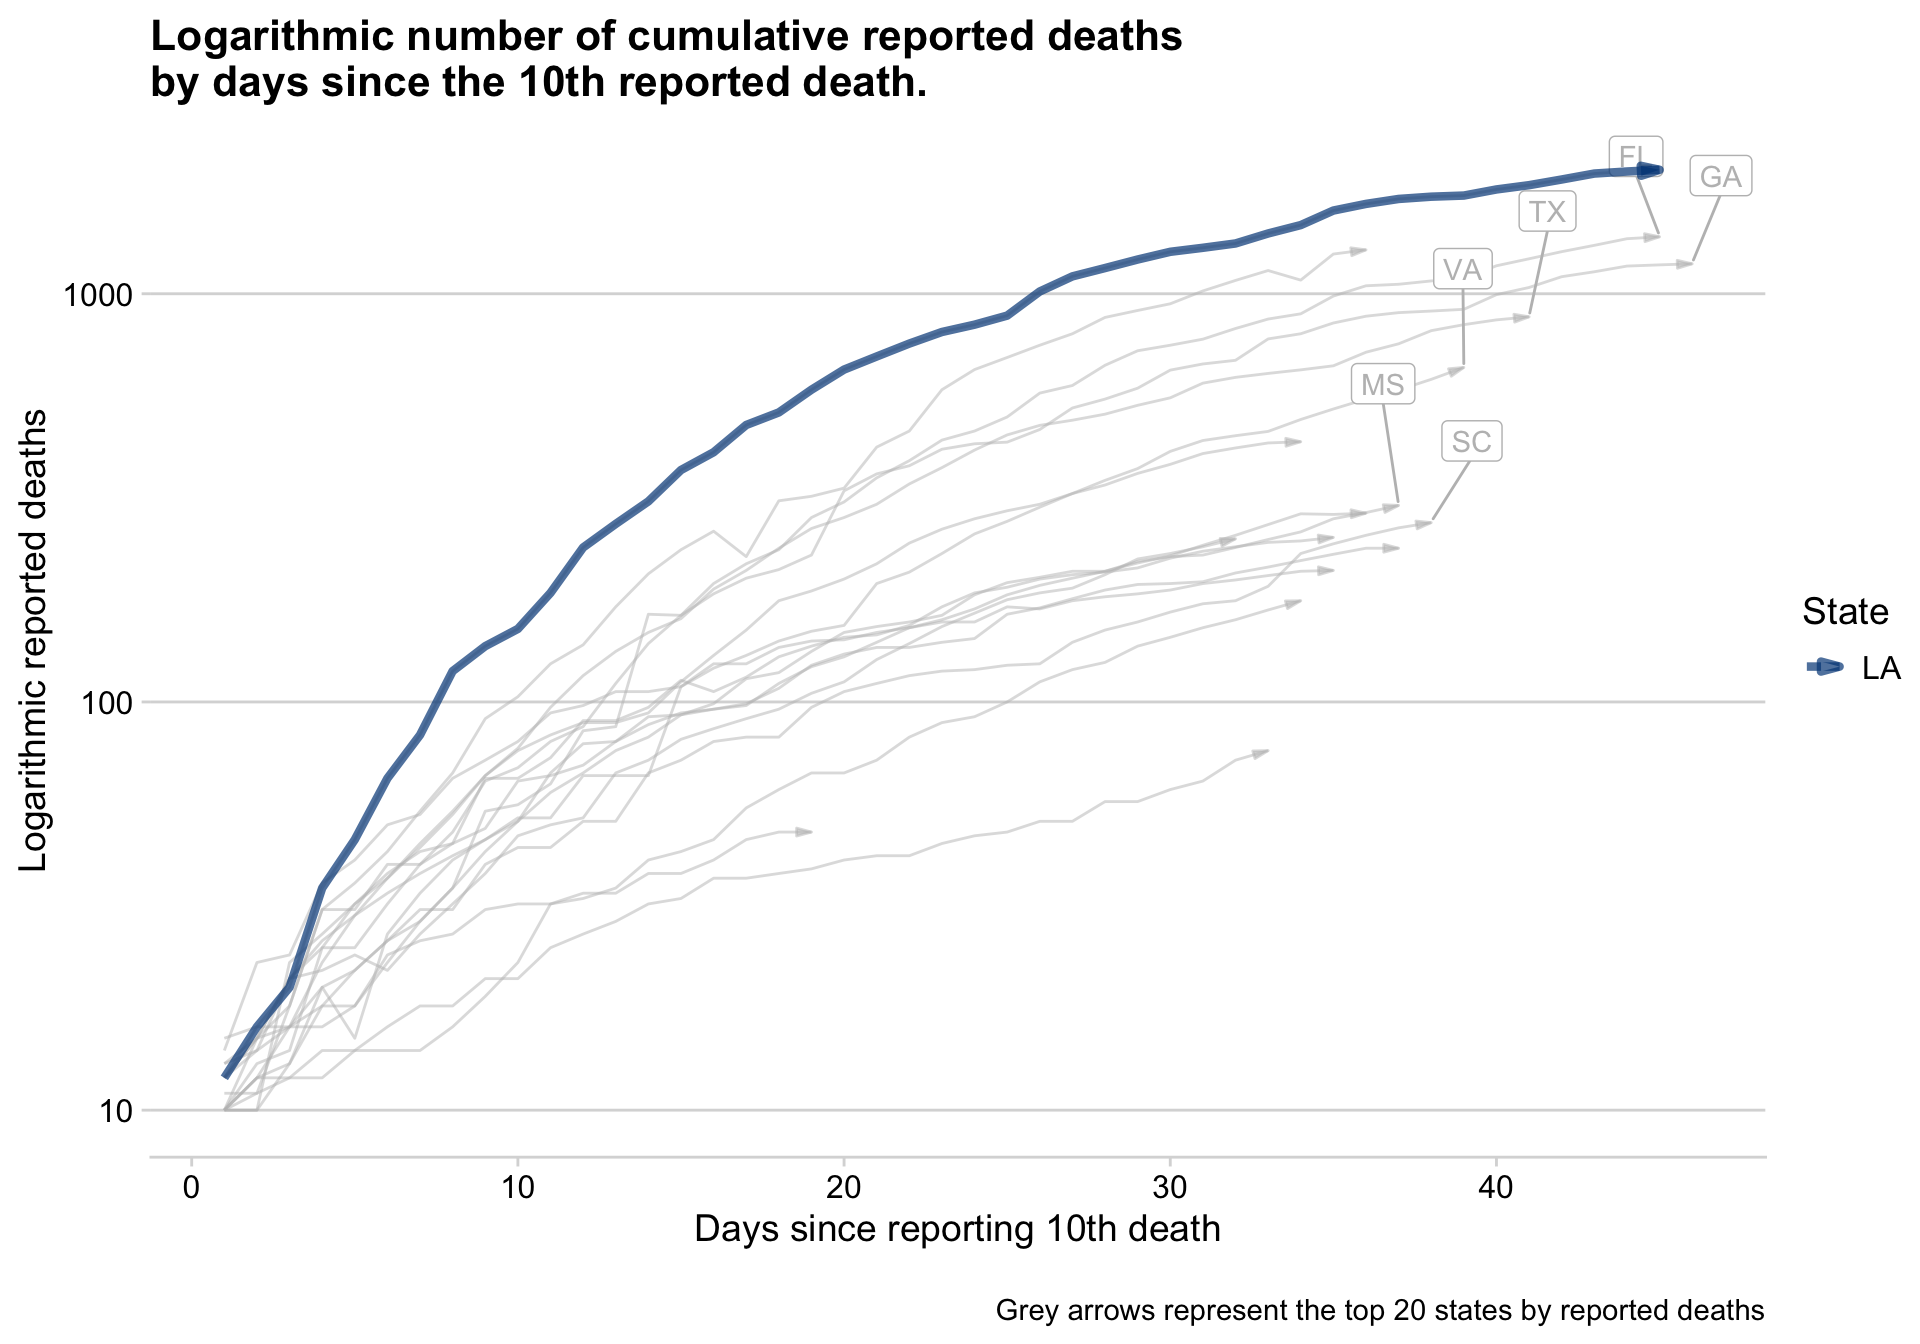 Logarithmic number of cumulative reported deaths
by days since the 10th reported death.
FL
GA
TX
VA
MS
SC
1000
100
10
Logarithmic reported deaths
State
LA
0 10 20 30 40
Days since reporting 10th death
Grey arrows represent the top 20 states by reported deaths